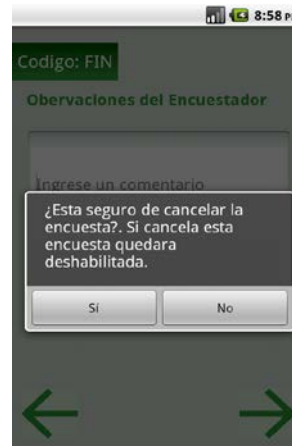 8:58 P
Codigo: FIN
Obervaciones del Encuestador
Ingrese un comentario
¿Esta seguro de cancelar la
encuesta?. Si cancela esta
encuesta quedara
deshabilitada.
Sí
No